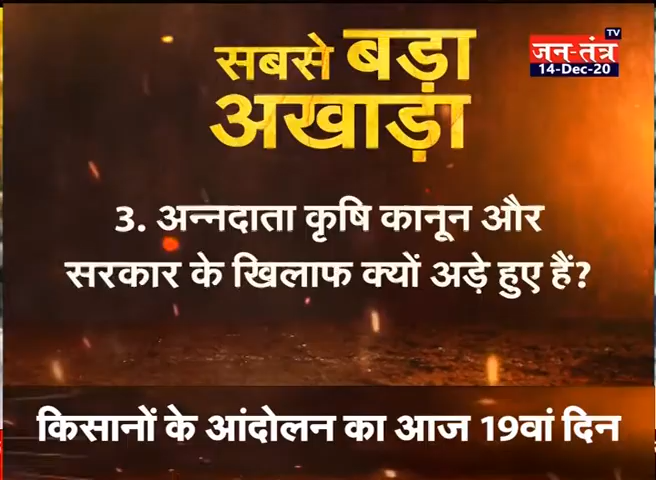 सबसे बड़ा
अखाड़ा
जन-तंत्र TV
14-Dec-20
3. अन्नदाता कृषि कानून और
सरकार के खिलाफ क्यों अड़े हुए हैं?
किसानों के आंदोलन का आज 19वां दिन